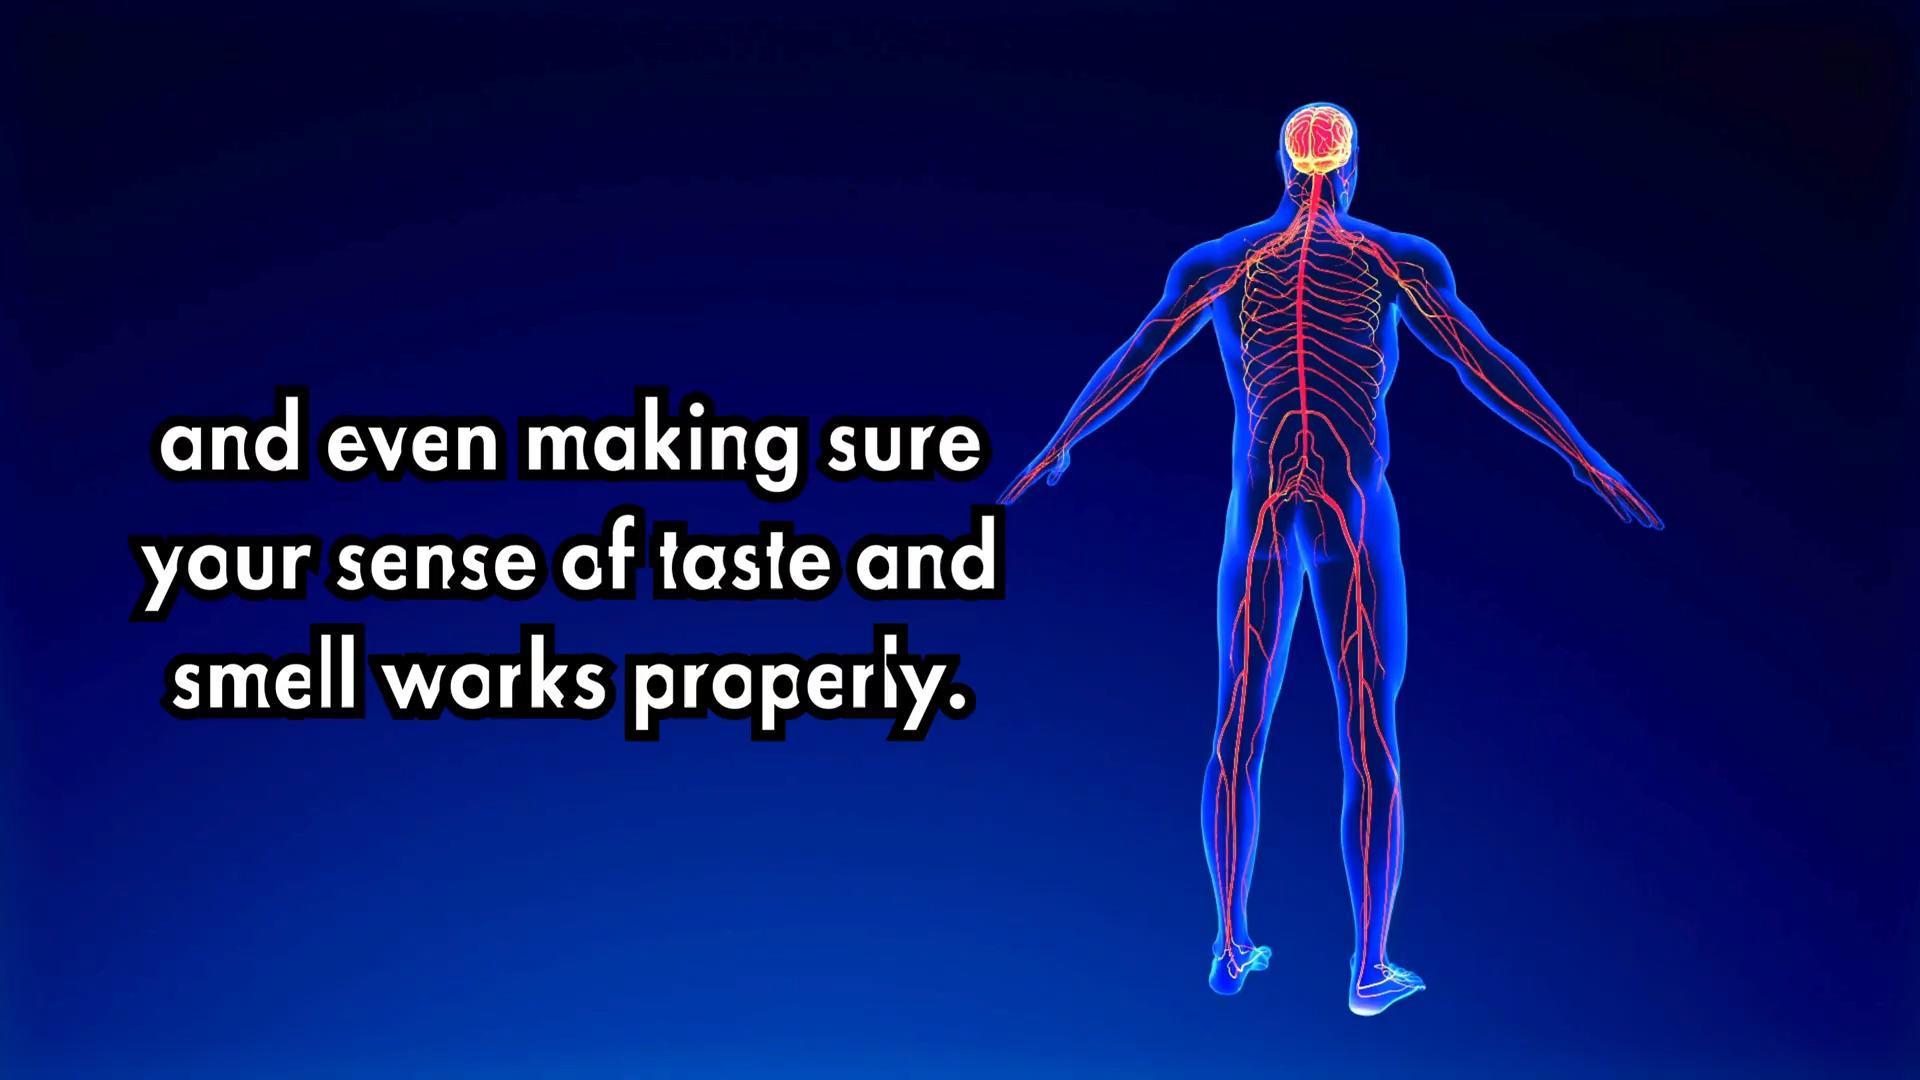 and even making sure
your sense of taste and
smell works properly.